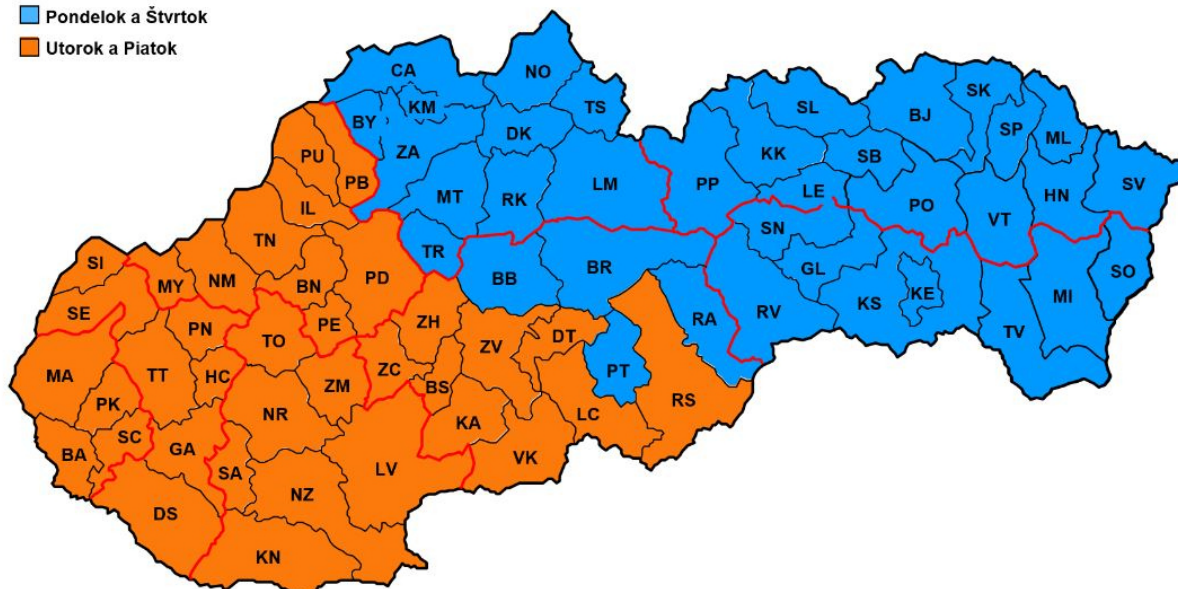 Pondelok a Štvrtok
Utorok a Piatok
CA
NO
KM
TS
BY
ZA
DK
PU
PB
MT
RK
LM
IL
TN
TR
SL
BJ
SK
SP
ML
KK
SB
PP
LE
PO
VT
HN
SV
SN
GL
KS
KE
RV
TV
MI
SO
BB
BR
RA
PT
SI
MY
NM
BN
PD
SE
PN
TO
PE
ZH
ZV
DT
MA
TT
HC
ZM
ZC
BS
PK
SC
NR
KA
LC
RS
BA
GA
SA
LV
VK
DS
NZ
KN